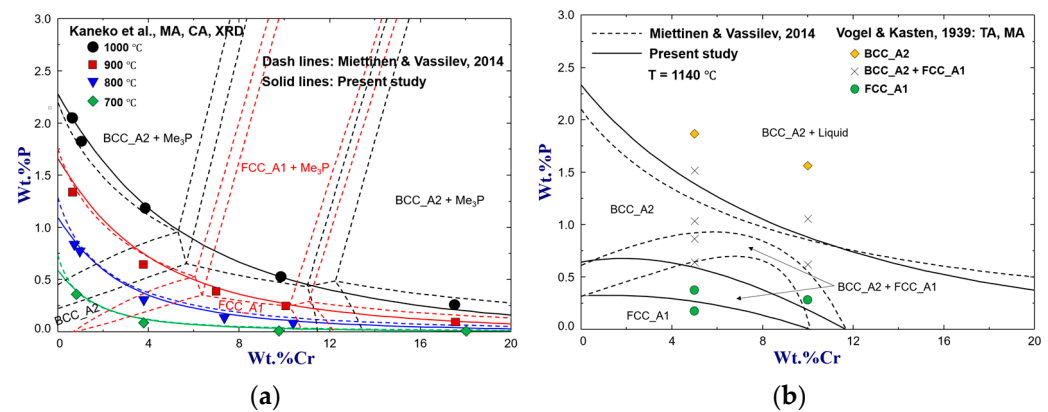 (a)
Kaneko et al., MA, CA, XRD
1000 ℃
900 ℃
800 ℃
700 ℃
Dash lines: Miettinen & Vassilev, 2014
Solid lines: Present study
BCC_A2 + Me₃P
FCC_A1 + Me₃P
BCC_A2 + Me₃P
BCC_A2
FCC_A1
Wt.%P
3.0
2.5
2.0
1.5
1.0
0.5
0.0
0
4
8
12
16
20
Wt.%Cr
(a)
(b)
Miettinen & Vassilev, 2014
Present study
T = 1140 ℃
Vogel & Kasten, 1939: TA, MA
BCC_A2
BCC_A2 + FCC_A1
FCC_A1
BCC_A2 + Liquid
BCC_A2
BCC_A2 + FCC_A1
FCC_A1
Wt.%P
3.0
2.5
2.0
1.5
1.0
0.5
0.0
0
4
8
12
16
20
Wt.%Cr
(b)